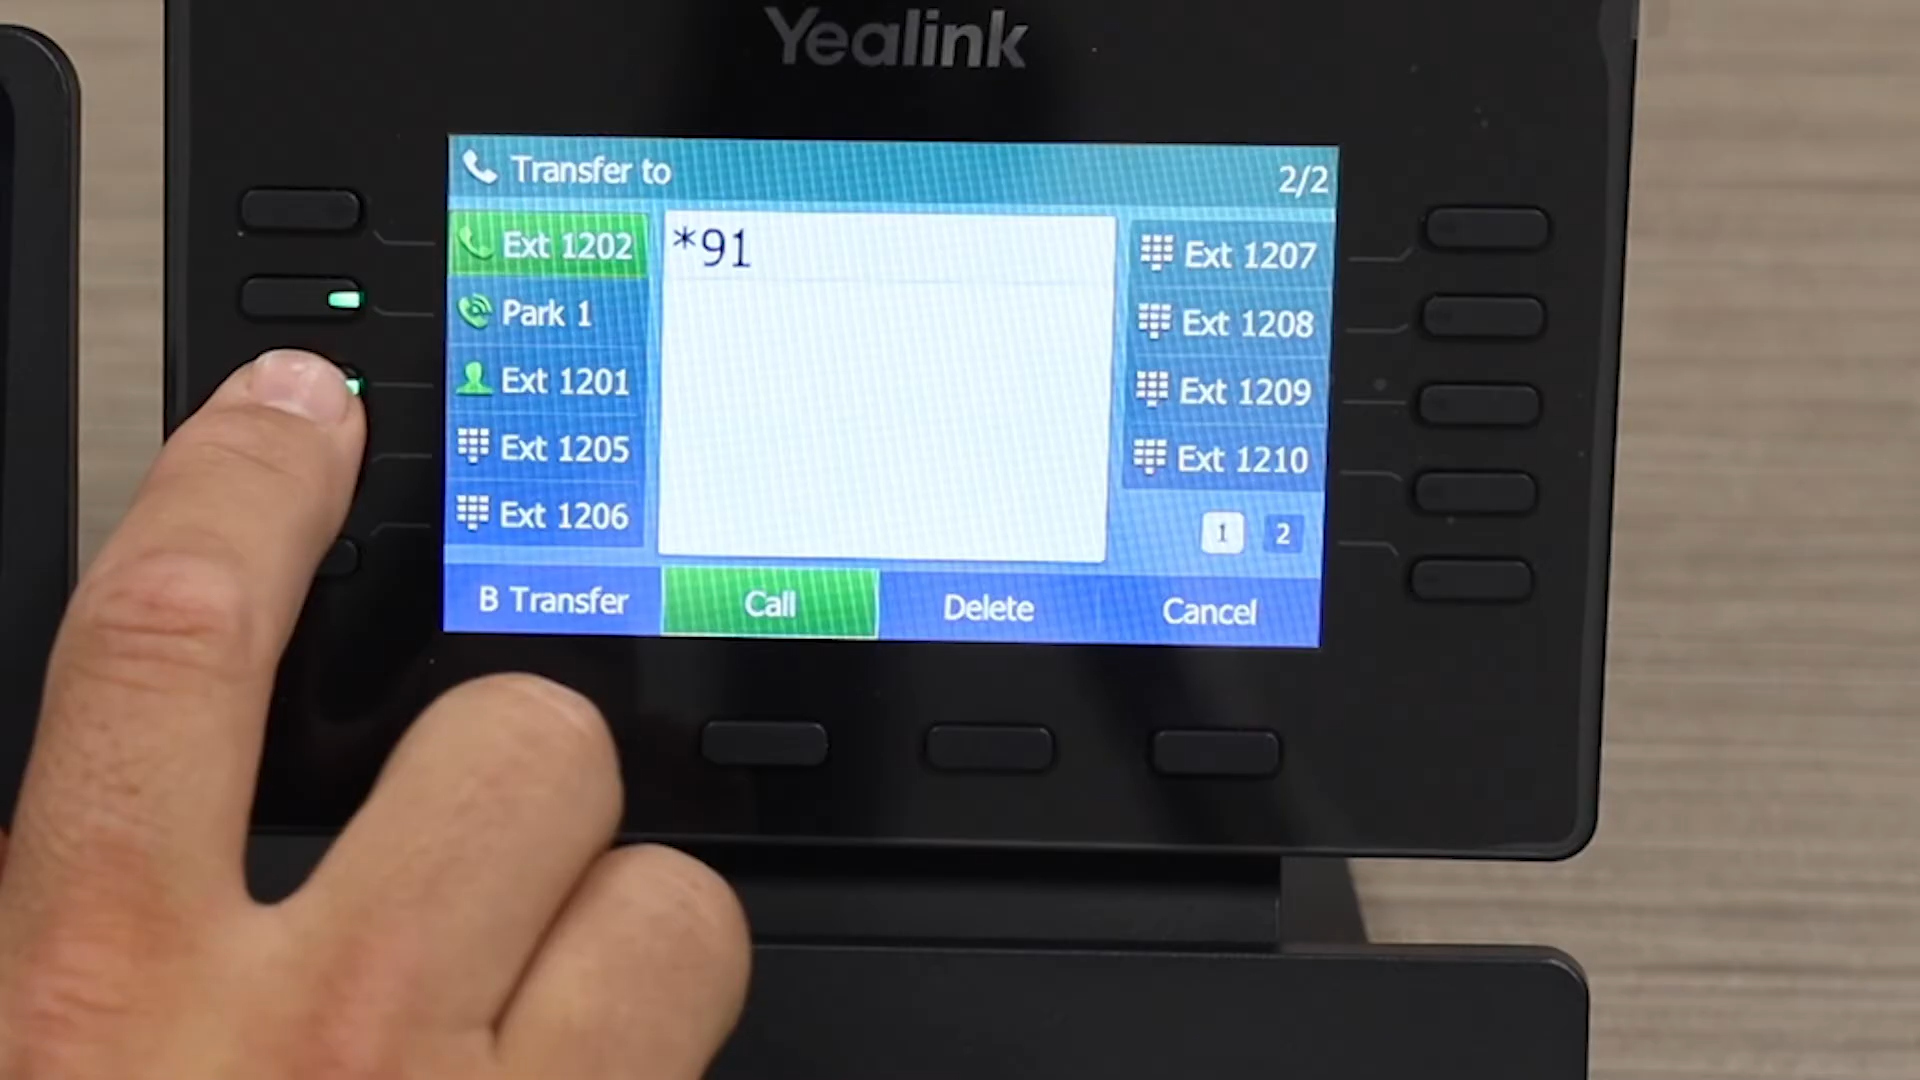 Yealink
Transfer to
2/2
Ext 1202
Park 1
Ext 1201
Ext 1205
Ext 1206
*91
Ext 1207
Ext 1208
Ext 1209
Ext 1210
1 2
B Transfer Call Delete Cancel